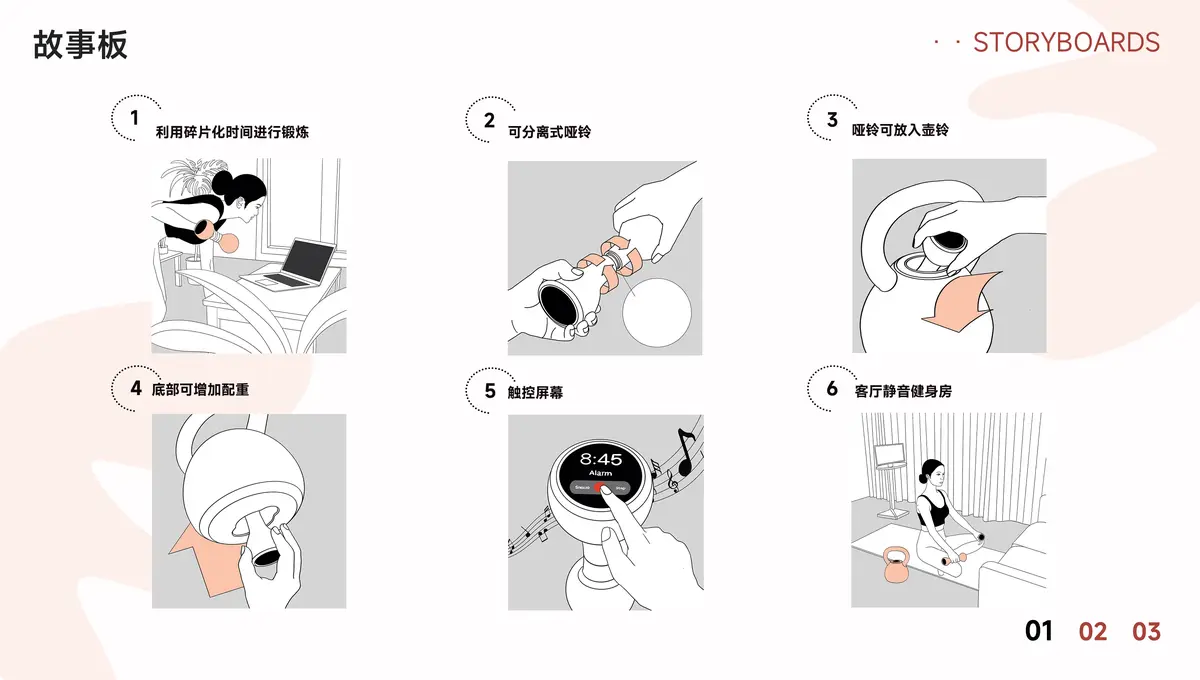 故事板
· · STORYBOARDS
1
利用碎片化时间进行锻炼
2
可分离式哑铃
3
哑铃可放入壶铃
4
底部可增加配重
5
触控屏幕
8:45
Alarm
Snooze
Stop
6
客厅静音健身房
01 02 03